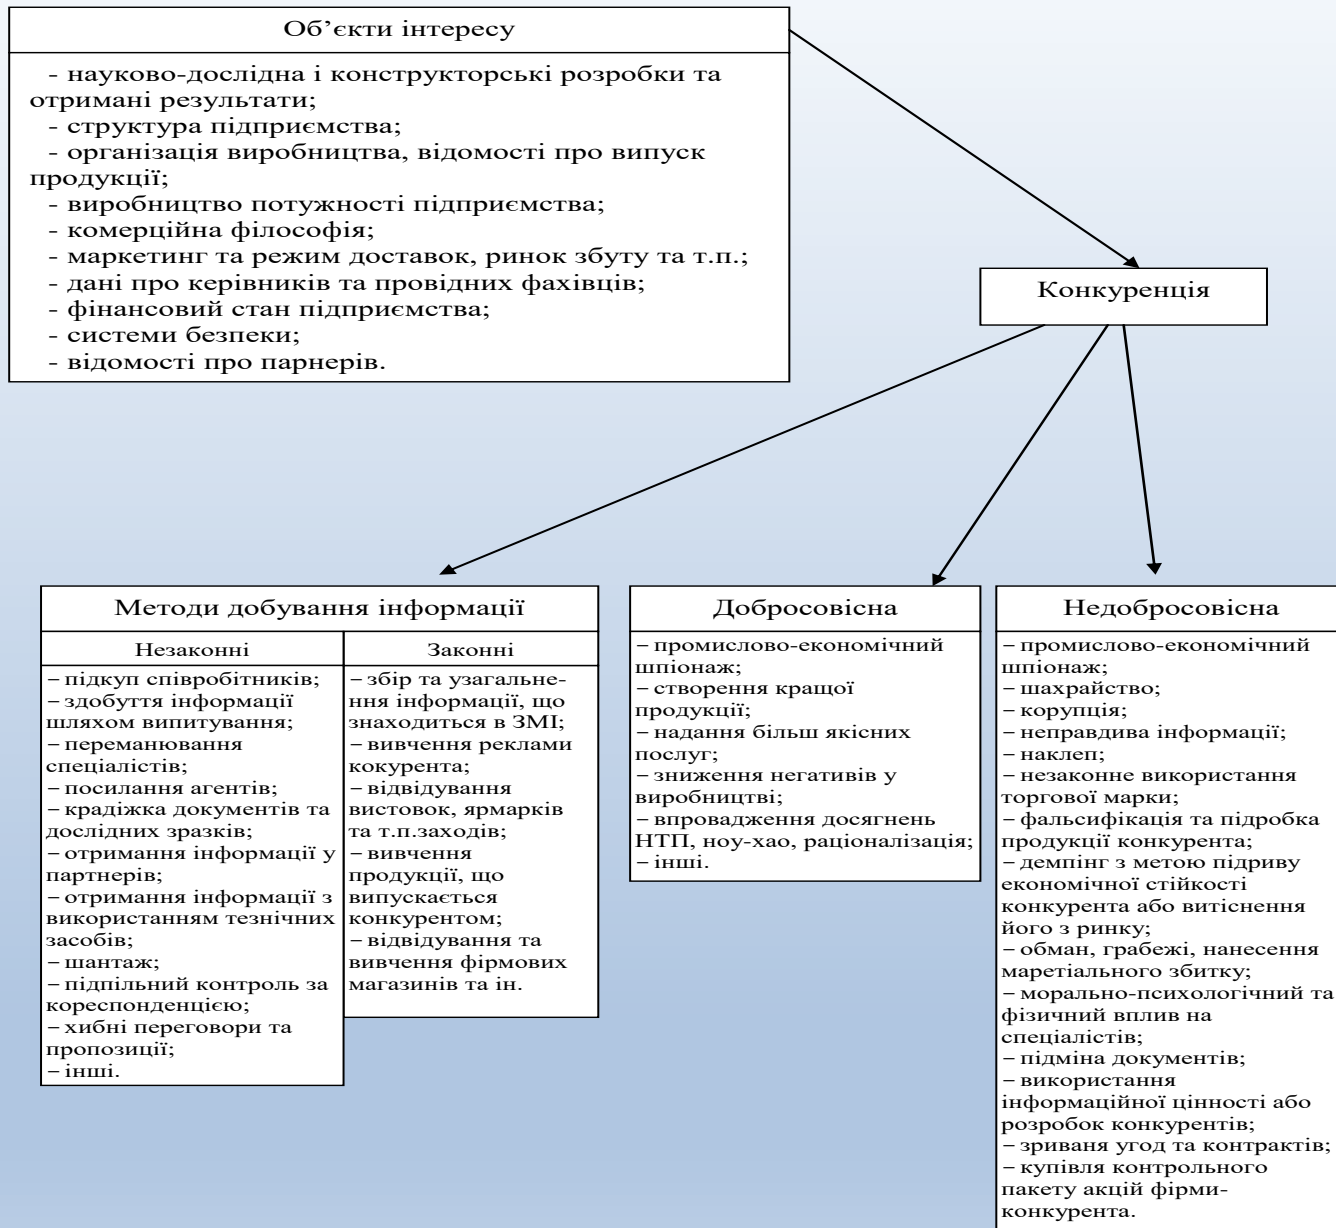 Об’єкти інтересу
- науково-дослідна і конструкторські розробки та
отримані результати;
- структура підприємства;
- організація виробництва, відомості про випуск
продукції;
- виробництво потужності підприємства;
- комерційна філософія;
- маркетинг та режим доставок, ринок збуту та т.п.;
- дані про керівників та провідних фахівців;
- фінансовий стан підприємства;
- системи безпеки;
- відомості про парнерів.
Конкуренція
Методи добування інформації
Незаконні
– підкуп співробітників;
– здобуття інформації
шляхом випитування;
– переманювання
спеціалістів;
– посилання агентів;
– крадіжка документів та
дослідних зразків;
– отримання інформації у
партнерів;
– отримання інформації з
використанням тезнічних
засобів;
– шантаж;
– підпільний контроль за
кореспонденцією;
– хибні переговори та
пропозиції;
– інші.
Законні
– збір та узагальне-
ння інформації, що
знаходиться в ЗМІ;
– вивчення реклами
кокурента;
– відвідування
вистовок, ярмарків
та т.п.заходів;
– вивчення
продукції, що
випускається
конкурентом;
– відвідування та
вивчення фірмових
магазинів та ін.
Добросовісна
– промислово-економічний
шпіонаж;
– створення кращої
продукції;
– надання більш якісних
послуг;
– зниження негативів у
виробництві;
– впровадження досягнень
НТП, ноу-хао, раціоналізація;
– інші.
Недобросовісна
– промислово-економічний
шпіонаж;
– шахрайство;
– корупція;
– неправдива інформації;
– наклеп;
– незаконне використання
торгової марки;
– фальсифікація та підробка
продукції конкурента;
– демпінг з метою підриву
економічної стійкості
конкурента або витіснення
його з ринку;
– обман, грабежі, нанесення
маретіального збитку;
– морально-психологічний та
фізичний вплив на
спеціалістів;
– підміна документів;
– використання
інформаційної цінності або
розробок конкурентів;
– зриваня угод та контрактів;
– купівля контрольного
пакету акцій фірми-
конкурента.